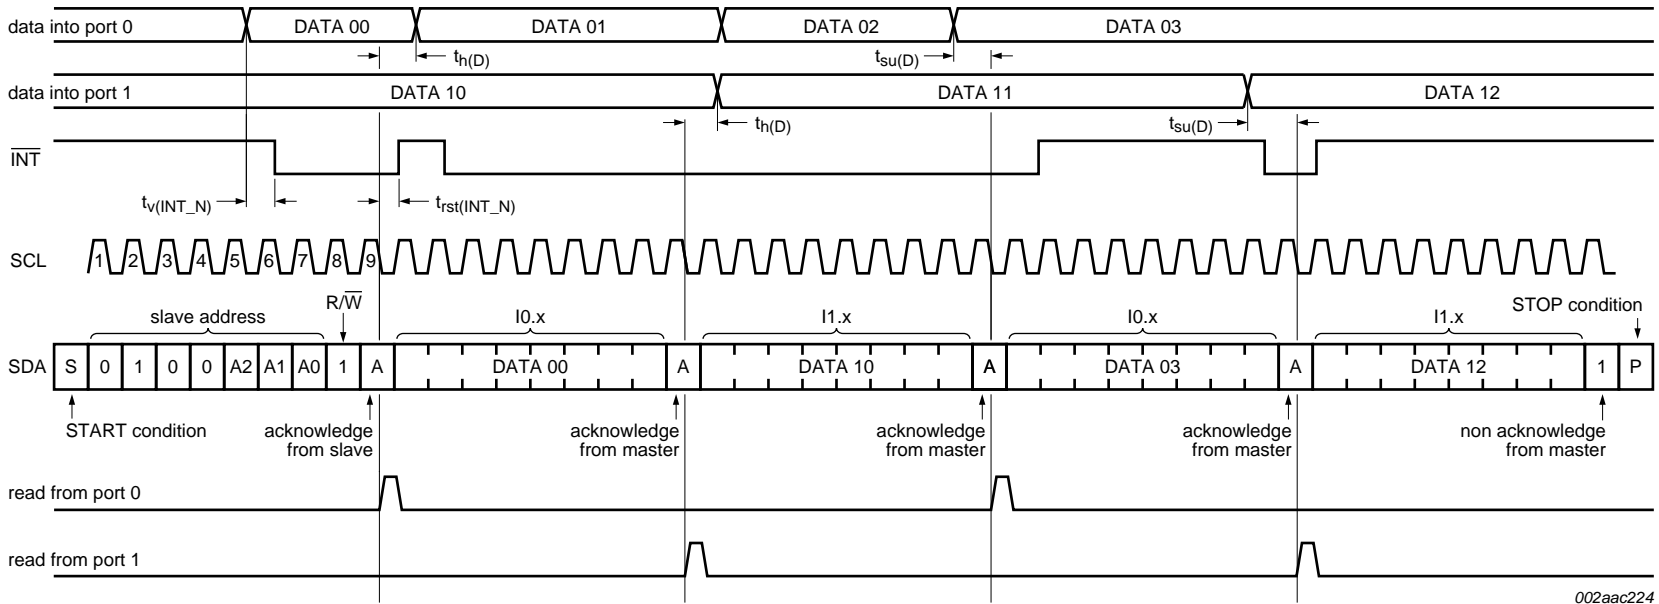 data into port 0 DATA 00 DATA 01 DATA 02 DATA 03
th(D) tsu(D)
data into port 1 DATA 10 DATA 11 DATA 12
th(D) tsu(D)
INT
tv(INT_N) trst(INT_N)
SCL 1 2 3 4 5 6 7 8 9
R/W STOP condition
slave address I0.x I1.x I0.x I1.x
SDA S 0 1 0 0 A2 A1 A0 1 A DATA 00 A DATA 10 A DATA 03 A DATA 12 1 P
START condition acknowledge acknowledge acknowledge acknowledge non acknowledge
from slave from master from master from master from master
read from port 0
read from port 1
002aac224